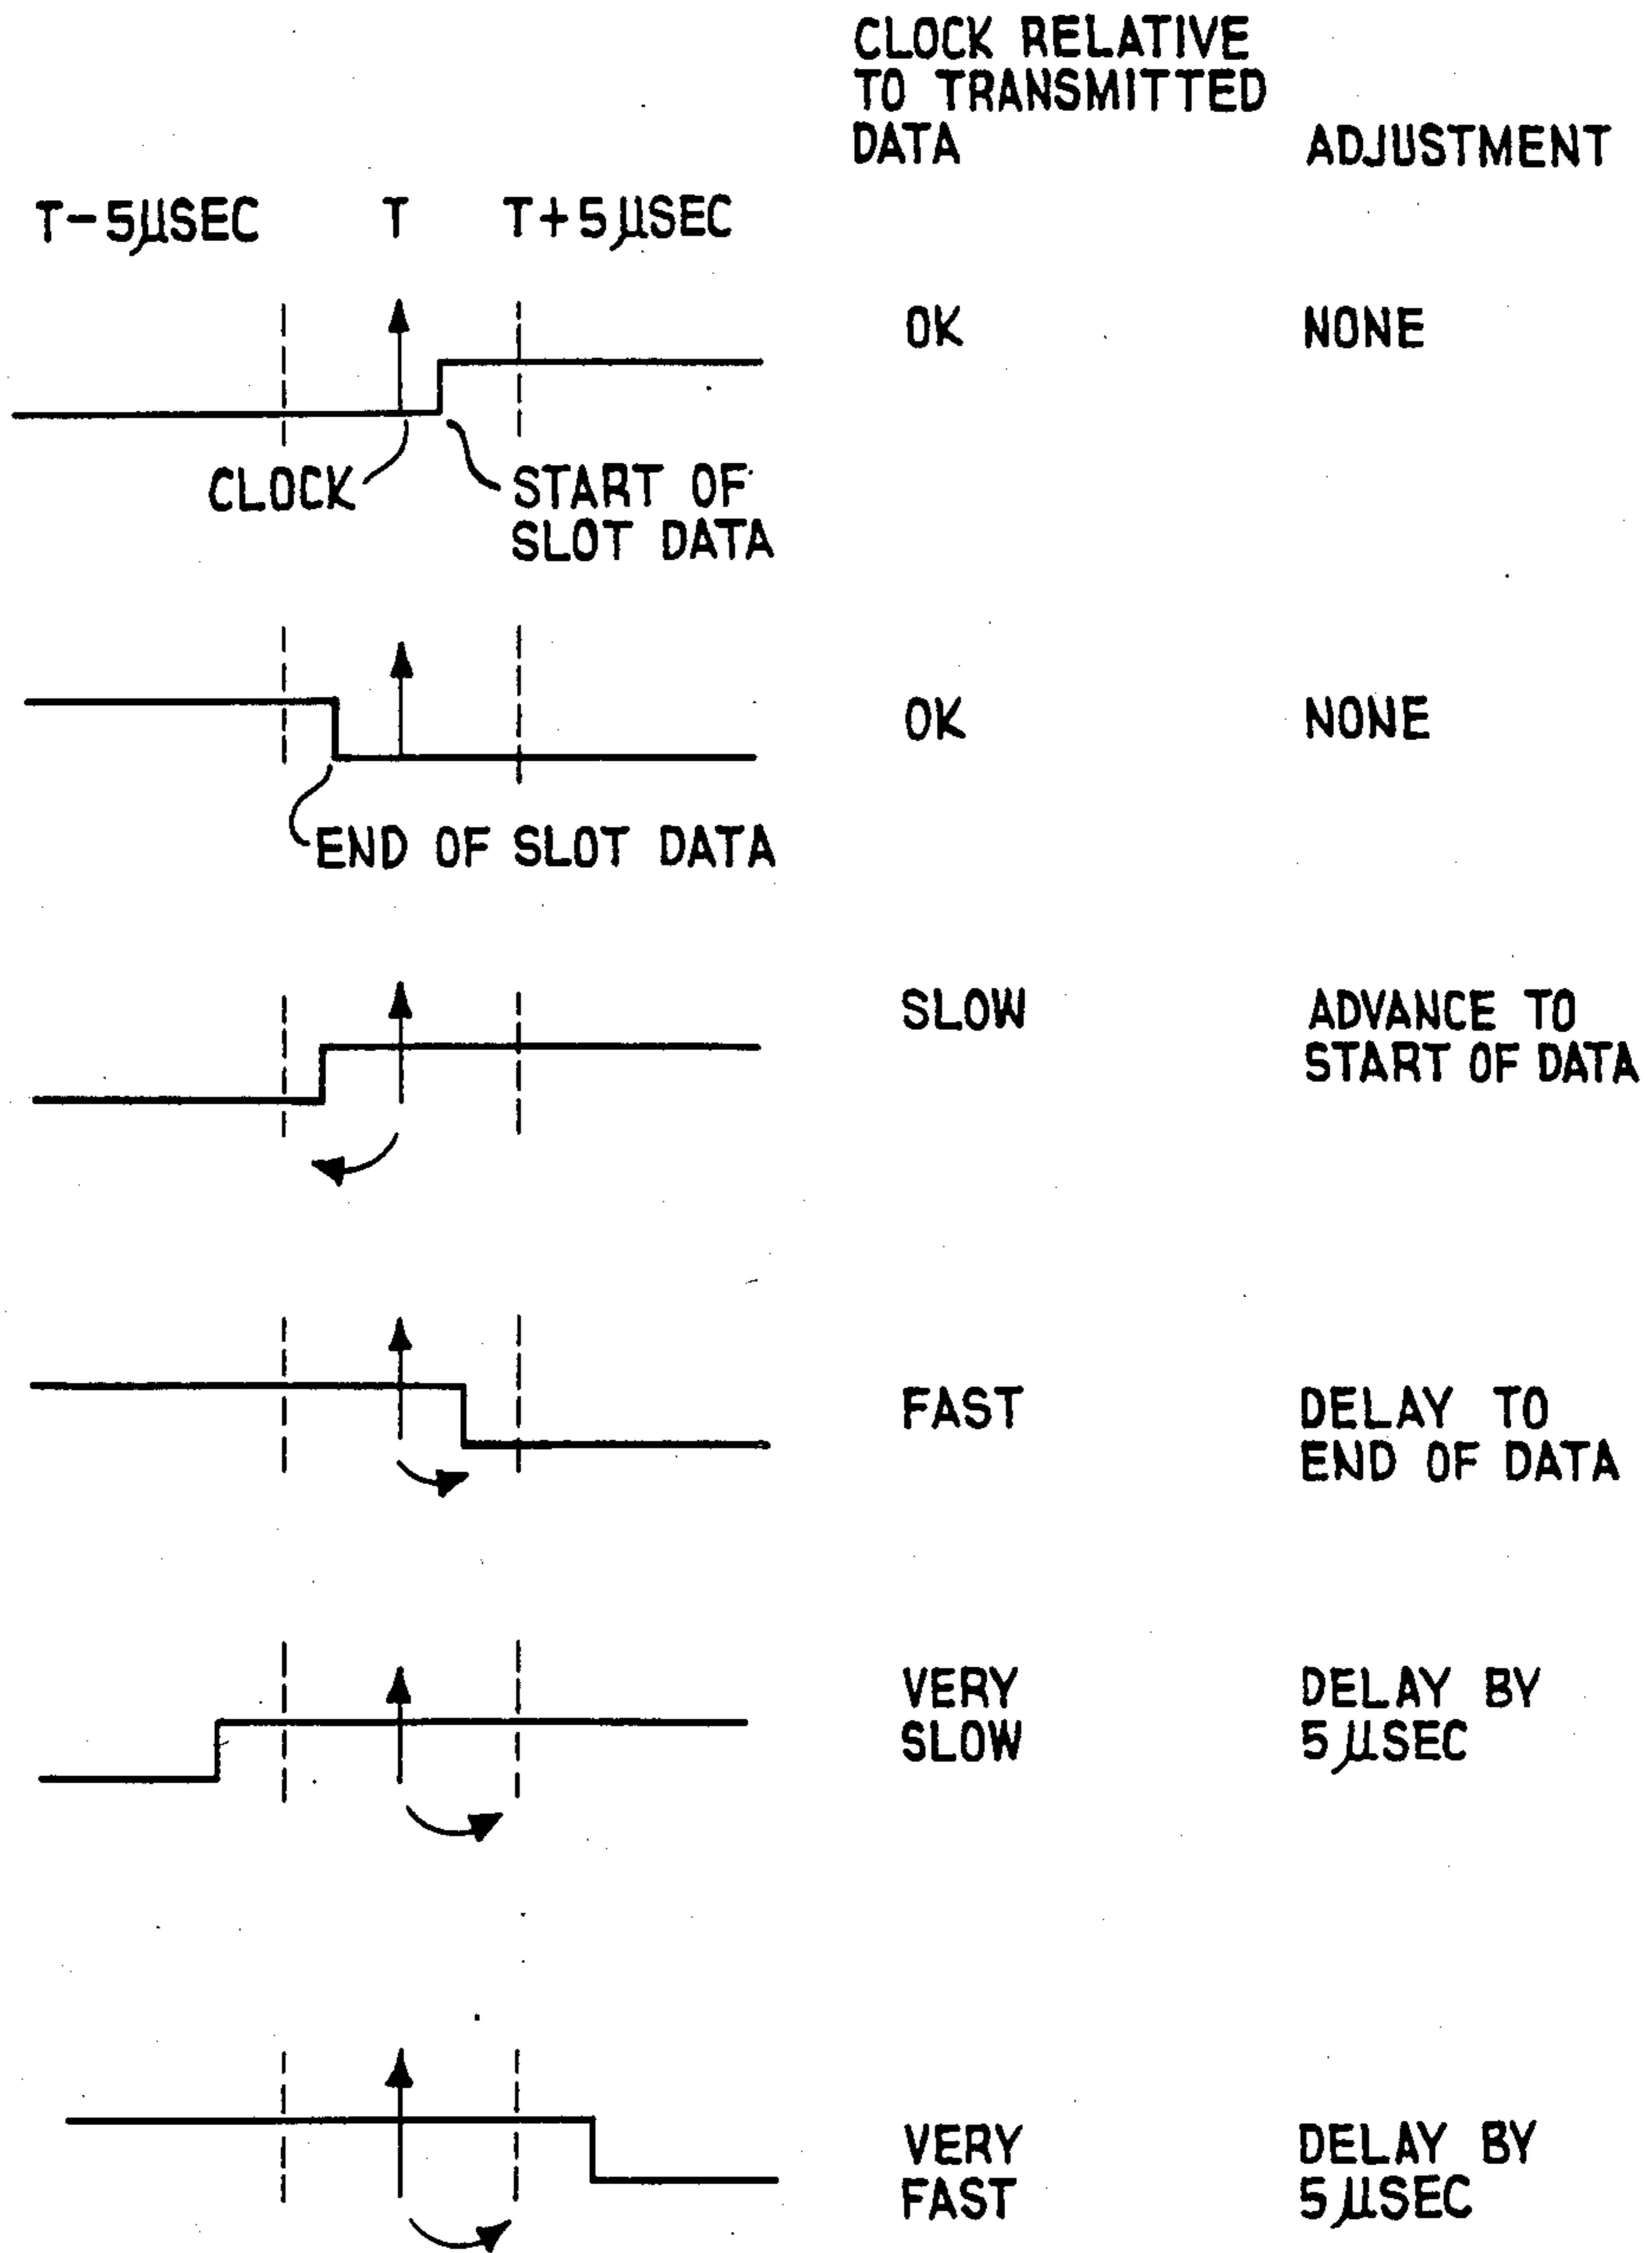 CLOCK RELATIVE
TO TRANSMITTED
DATA
ADJUSTMENT
T-5µSEC
T
T+5µSEC
OK
NONE
CLOCK
START OF
SLOT DATA
OK
NONE
END OF SLOT DATA
SLOW
ADVANCE TO
START OF DATA
FAST
DELAY TO
END OF DATA
VERY
SLOW
DELAY BY
5µSEC
VERY
FAST
DELAY BY
5µSEC